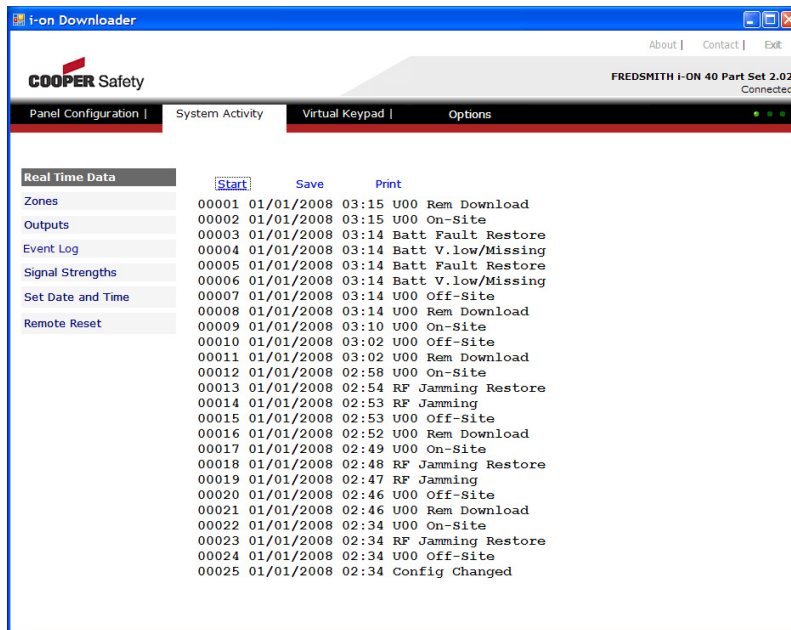 i-on Downloader
About | Contact | Exit
COOPER Safety
FREDSMITH i-ON 40 Part Set 2.02
Connected
Panel Configuration | System Activity Virtual Keypad | Options
Real Time Data
Zones
Outputs
Event Log
Signal Strengths
Set Date and Time
Remote Reset
Start Save Print
00001 01/01/2008 03:15 U00 Rem Download
00002 01/01/2008 03:15 U00 On-Site
00003 01/01/2008 03:14 Batt Fault Restore
00004 01/01/2008 03:14 Batt V.low/Missing
00005 01/01/2008 03:14 Batt Fault Restore
00006 01/01/2008 03:14 Batt V.low/Missing
00007 01/01/2008 03:14 U00 Off-Site
00008 01/01/2008 03:14 U00 Rem Download
00009 01/01/2008 03:10 U00 On-Site
00010 01/01/2008 03:02 U00 Off-Site
00011 01/01/2008 03:02 U00 Rem Download
00012 01/01/2008 02:58 U00 On-Site
00013 01/01/2008 02:54 RF Jamming Restore
00014 01/01/2008 02:53 RF Jamming
00015 01/01/2008 02:53 U00 Off-Site
00016 01/01/2008 02:52 U00 Rem Download
00017 01/01/2008 02:49 U00 On-Site
00018 01/01/2008 02:48 RF Jamming Restore
00019 01/01/2008 02:47 RF Jamming
00020 01/01/2008 02:46 U00 Off-Site
00021 01/01/2008 02:46 U00 Rem Download
00022 01/01/2008 02:34 U00 On-Site
00023 01/01/2008 02:34 RF Jamming Restore
00024 01/01/2008 02:34 U00 Off-Site
00025 01/01/2008 02:34 Config Changed